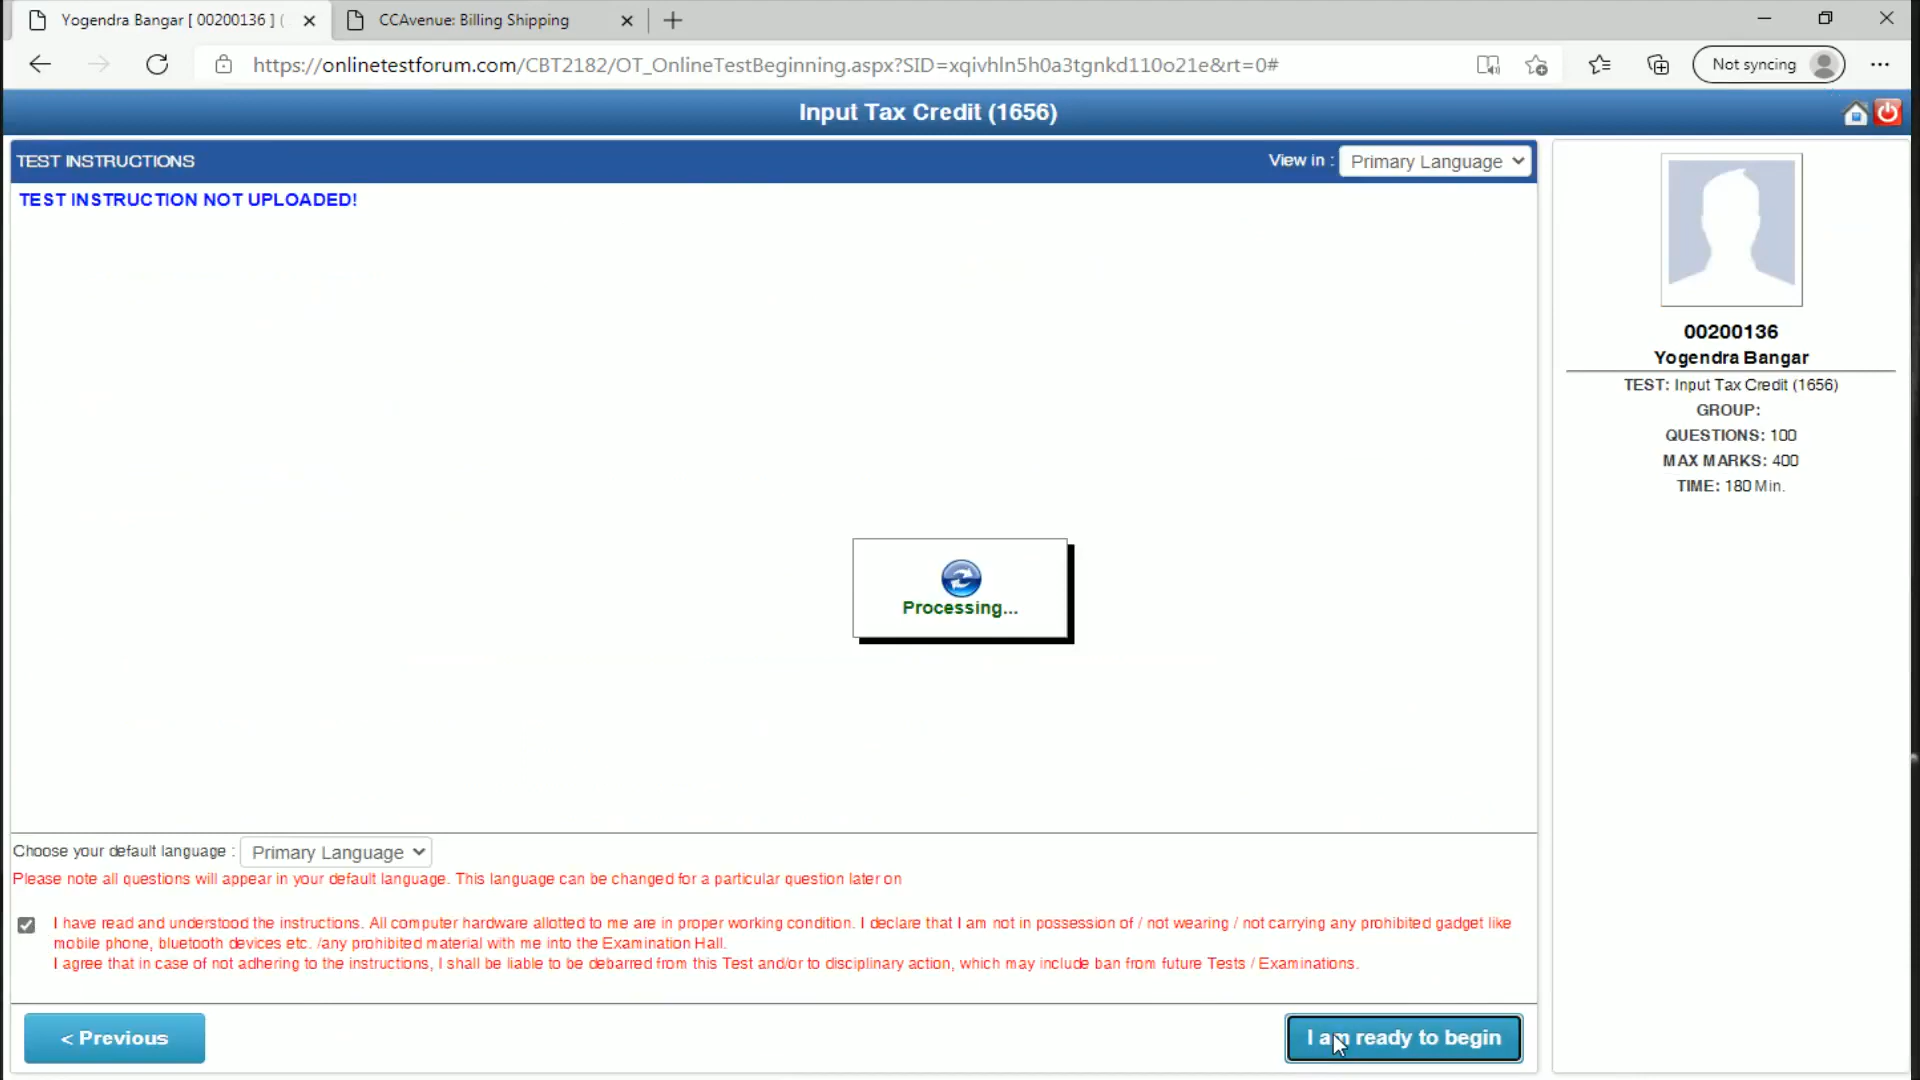 Yogendra Bangar [ 00200136 ] (
CCAvenue: Billing Shipping
https://onlinetestforum.com/CBT2182/OT_OnlineTestBeginning.aspx?SID=xqivhln5h0a3tgnkd110o21e&rt=0#
Not syncing
Input Tax Credit (1656)
TEST INSTRUCTIONS
View in :
Primary Language
TEST INSTRUCTION NOT UPLOADED!
00200136
Yogendra Bangar
TEST: Input Tax Credit (1656)
GROUP:
QUESTIONS: 100
MAX MARKS: 400
TIME: 180 Min.
Processing...
Choose your default language :
Primary Language
Please note all questions will appear in your default language. This language can be changed for a particular question later on
I have read and understood the instructions. All computer hardware allotted to me are in proper working condition. I declare that I am not in possession of / not wearing / not carrying any prohibited gadget like
mobile phone, bluetooth devices etc. /any prohibited material with me into the Examination Hall.
I agree that in case of not adhering to the instructions, I shall be liable to be debarred from this Test and/or to disciplinary action, which may include ban from future Tests / Examinations.
< Previous
I am ready to begin